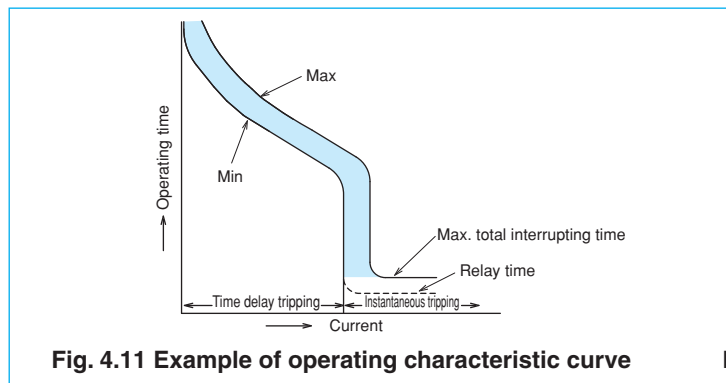 Max
Operating time
Min
Max. total interrupting time
Relay time
Time delay tripping
Instantaneous tripping
Current
Fig. 4.11 Example of operating characteristic curve